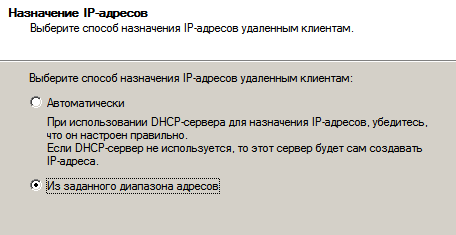 Назначение IP-адресов
Выберите способ назначения IP-адресов удаленным клиентам.
Выберите способ назначения IP-адресов удаленным клиентам:
Автоматически
При использовании DHCP-сервера для назначения IP-адресов, убедитесь,
что он настроен правильно.
Если DHCP-сервер не используется, то этот сервер будет сам создавать
IP-адреса.
Из заданного диапазона адресов